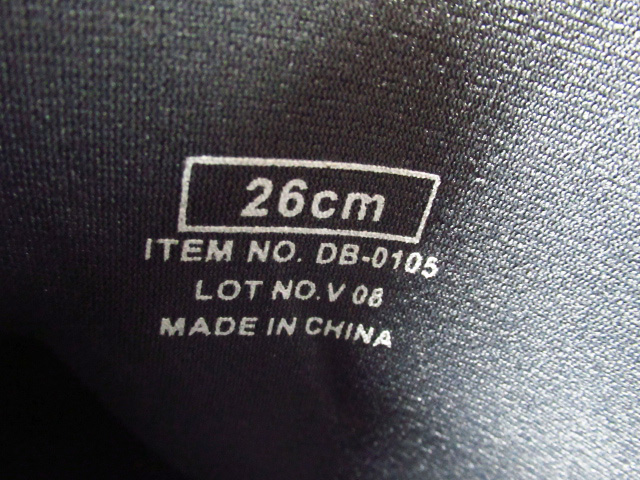 26cm
ITEM NO. DB-0105
LOT NO.V 08
MADE IN CHINA